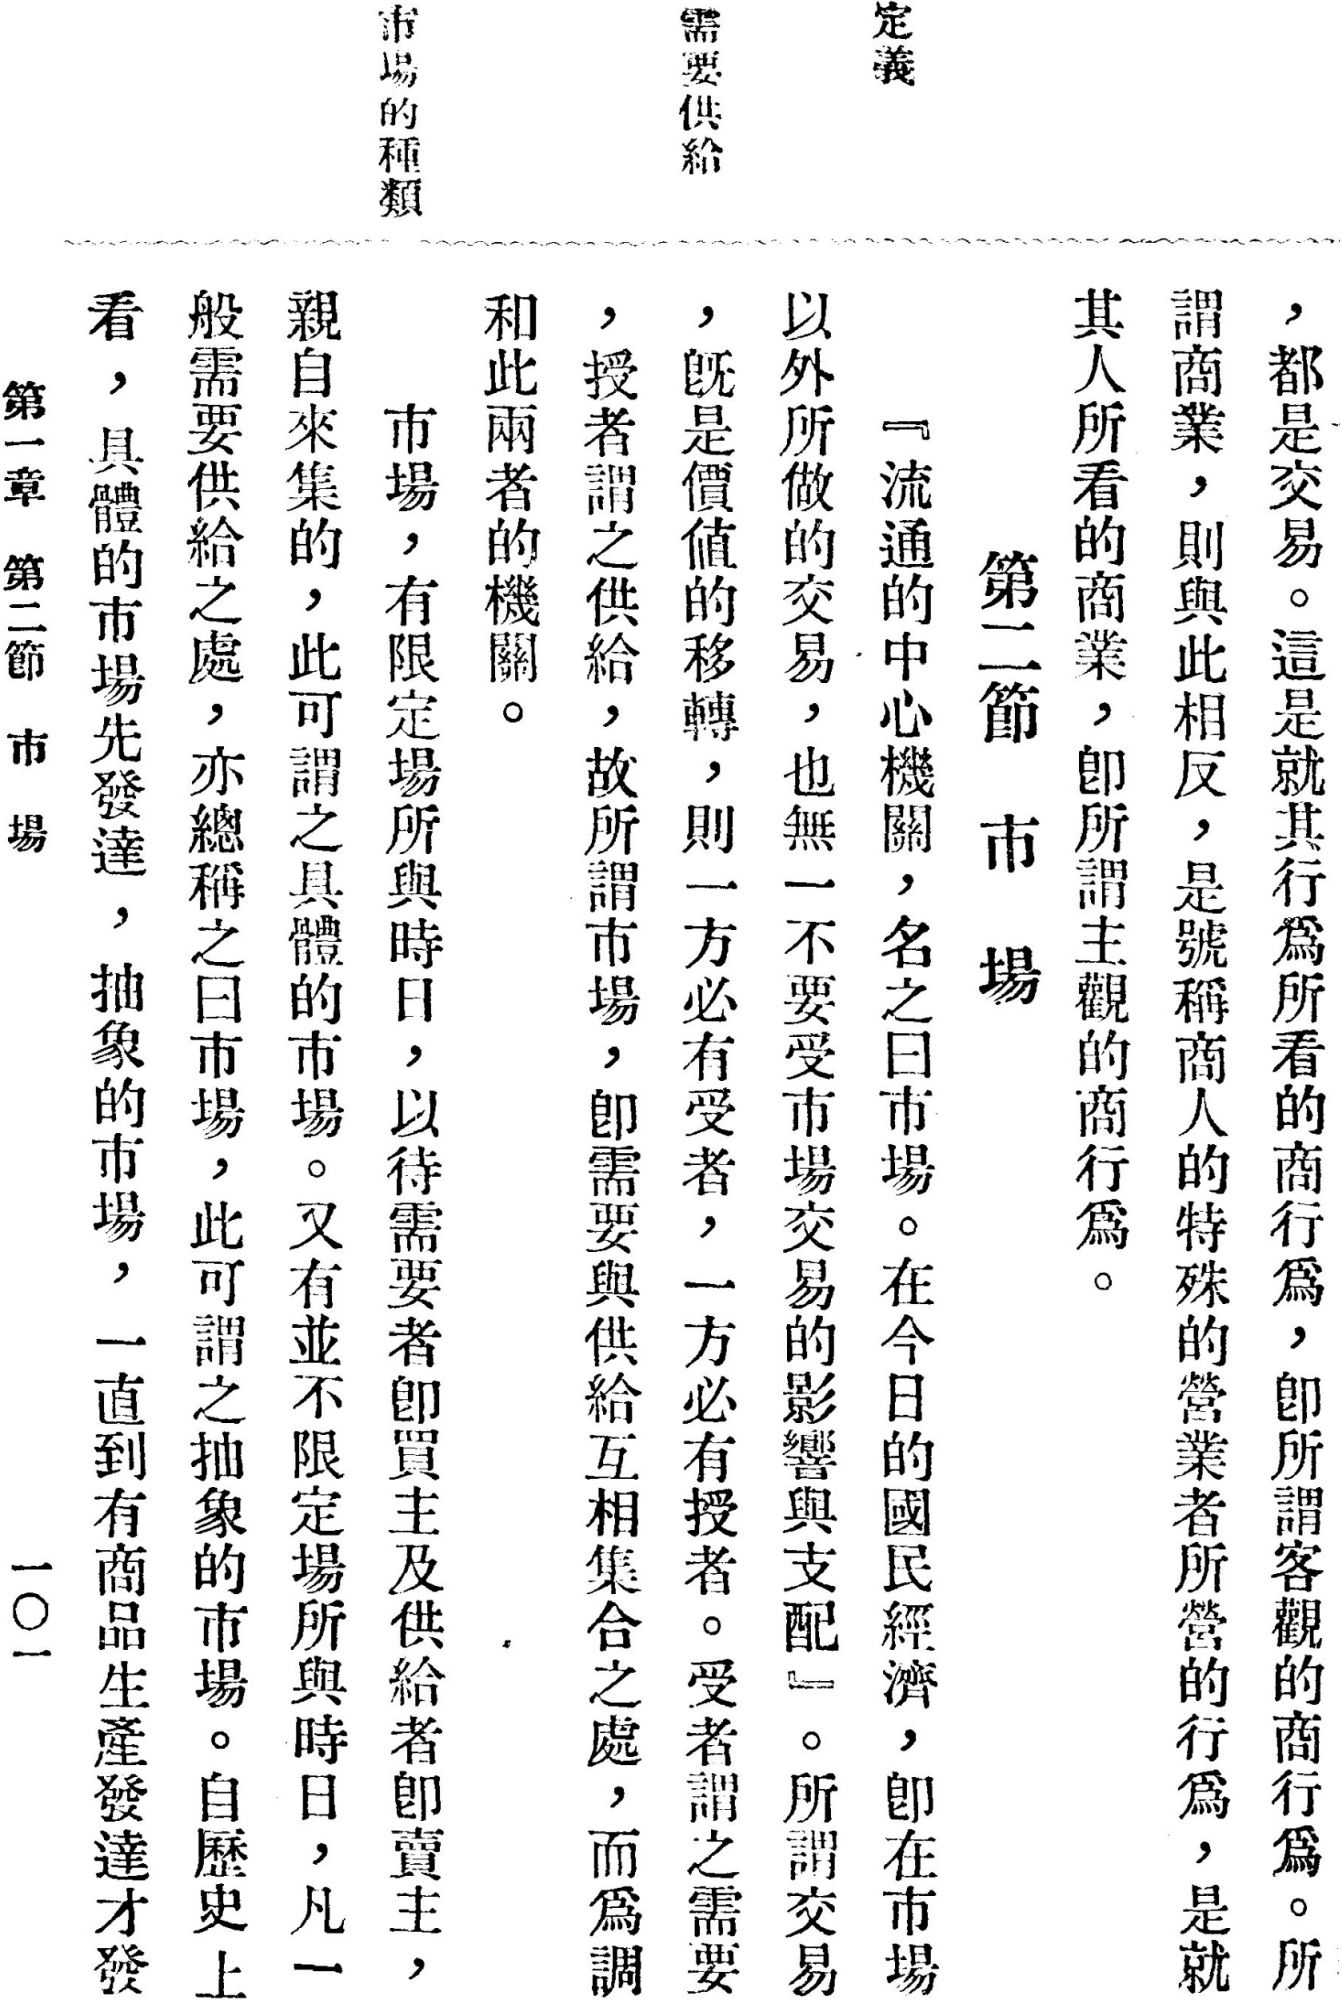 ，都是交易。這是就其行爲所看的商行爲，卽所謂客觀的商行爲。所
謂商業，則與此相反，是號稱商人的特殊的營業者所營的行爲，是就
其人所看的商業，卽所謂主觀的商行爲。
第二節　市　場
定義
『流通的中心機關，名之曰市場。在今日的國民經濟，卽在市場
以外所做的交易，也無一不要受市場交易的影響與支配』。所謂交易
需要供給
，旣是價値的移轉，則一方必有受者，一方必有授者。受者謂之需要
，授者謂之供給，故所謂市場，卽需要與供給互相集合之處，而爲調
和此兩者的機關。
市場的種類
市場，有限定場所與時日，以待需要者卽買主及供給者卽賣主，
親自來集的，此可謂之具體的市場。又有並不限定場所與時日，凡一
般需要供給之處，亦總稱之曰市場，此可謂之抽象的市場。自歷史上
看，具體的市場先發達，抽象的市場，一直到有商品生產發達才發
第一章　第二節　市　場
一〇一